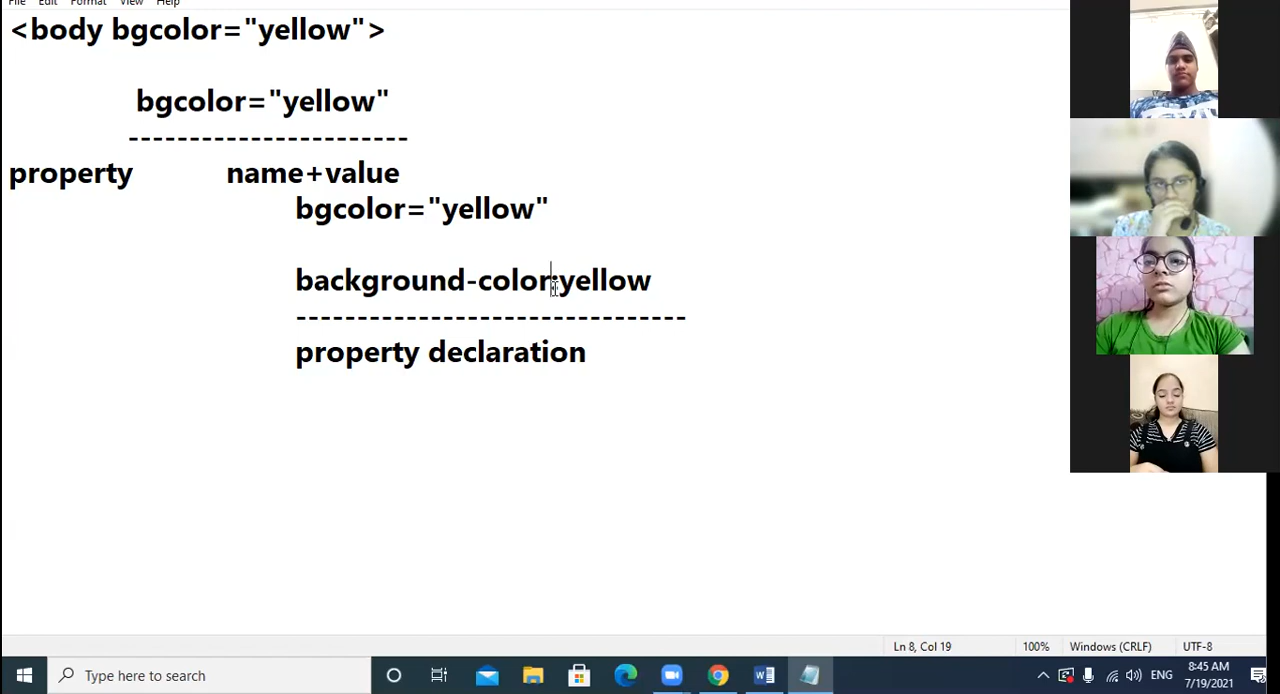 File Edit Format View Help
<body bgcolor="yellow">
bgcolor="yellow"
-----------------------
property name+value
bgcolor="yellow"
background-color:yellow
--------------------------------
property declaration
Ln 8, Col 19 100% Windows (CRLF) UTF-8
Type here to search
ENG
8:45 AM
7/19/2021